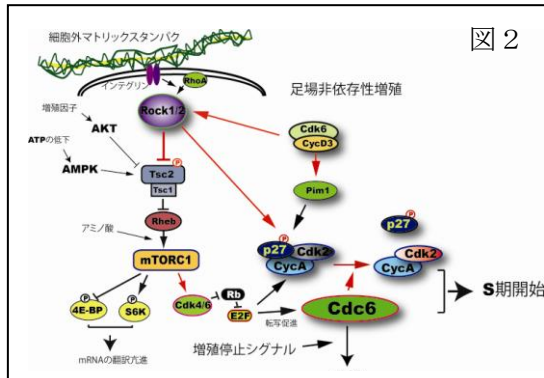 細胞外マトリックスタンパク
図２
インテグリン
RhoA
足場非依存性増殖
Rock1/2
増殖因子
AKT
ATPの低下
AMPK
P
Tsc2
Tsc1
Cdk6
CycD3
Pim1
Rheb
アミノ酸
mTORC1
P
p27
Cdk2
CycA
P
p27
Cdk2
CycA
P
4E-BP
P
S6K
Cdk4/6
Rb
E2F
転写促進
Cdc6
S期開始
増殖停止シグナル
mRNAの翻訳亢進